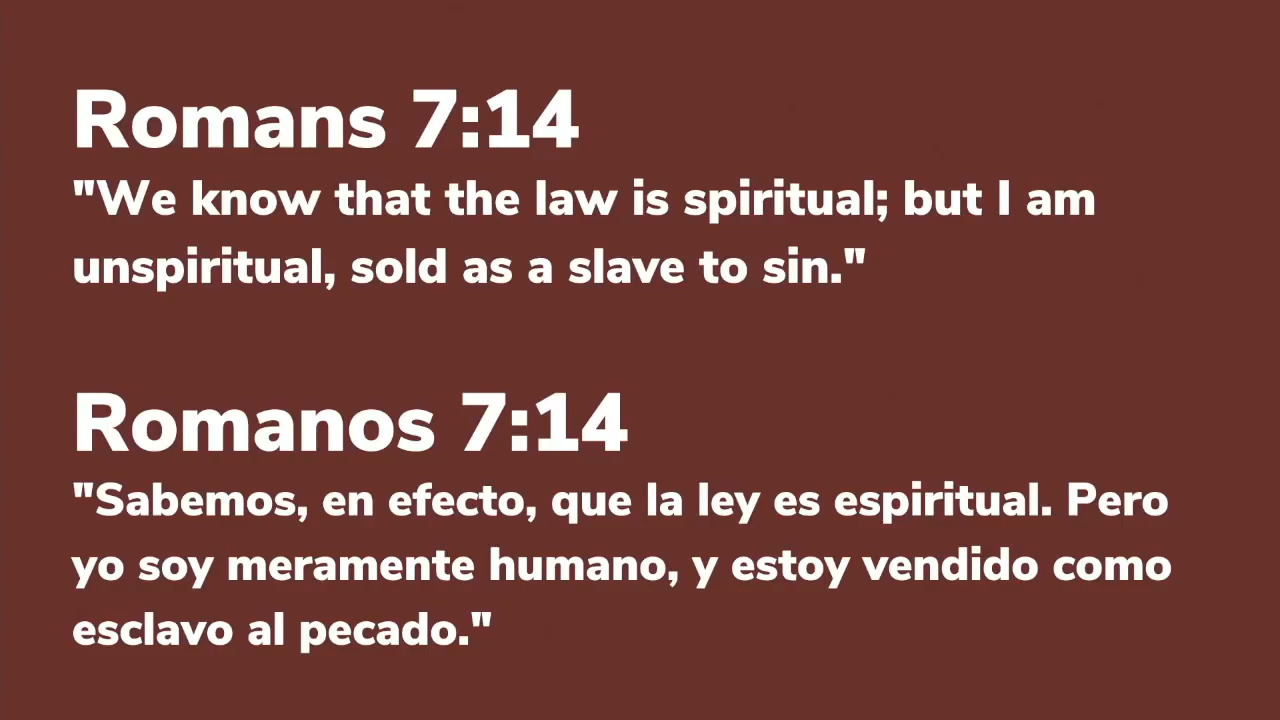 Romans 7:14
"We know that the law is spiritual; but I am
unspiritual, sold as a slave to sin."
Romanos 7:14
"Sabemos, en efecto, que la ley es espiritual. Pero
yo soy meramente humano, y estoy vendido como
esclavo al pecado."